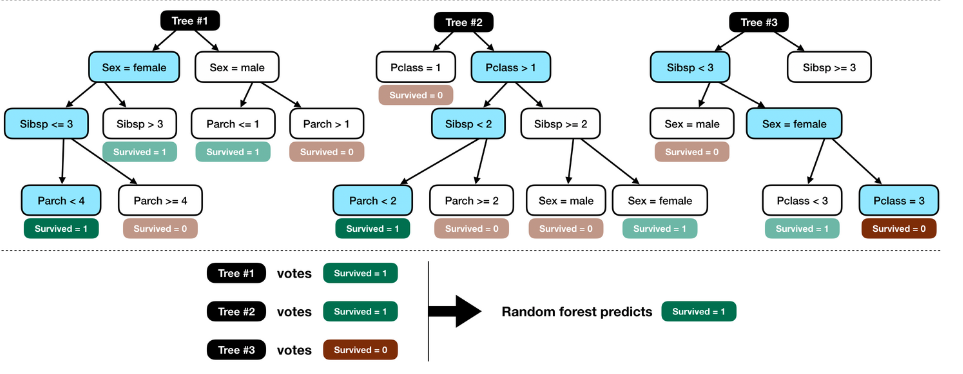 Tree #1
Tree #2
Tree #3
Sex = female
Sex = male
Pclass = 1
Pclass > 1
Sibsp < 3
Sibsp >= 3
Survived = 0
Sibsp <= 3
Sibsp > 3
Parch <= 1
Parch > 1
Sibsp < 2
Sibsp >= 2
Sex = male
Sex = female
Survived = 1
Survived = 1
Survived = 0
Survived = 0
Parch < 4
Parch >= 4
Parch < 2
Parch >= 2
Sex = male
Sex = female
Pclass < 3
Pclass = 3
Survived = 1
Survived = 0
Survived = 1
Survived = 0
Survived = 0
Survived = 1
Survived = 1
Survived = 0
Tree #1 votes Survived = 1
Tree #2 votes Survived = 1
Random forest predicts Survived = 1
Tree #3 votes Survived = 0